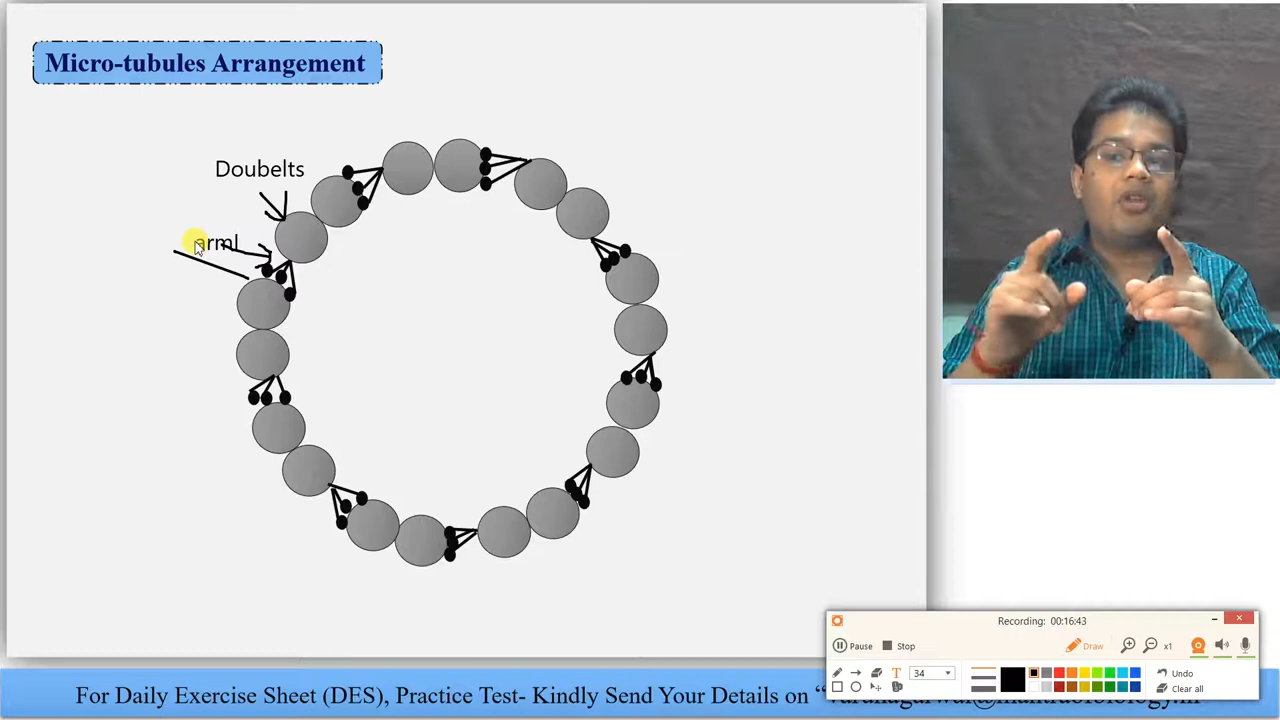 Micro-tubules Arrangement
Doubelts
arml
Recording: 00:16:43
Pause
Stop
Draw
x1
T
34
Undo
Clear all
For Daily Exercise Sheet (DES), Practice Test- Kindly Send Your Details on “